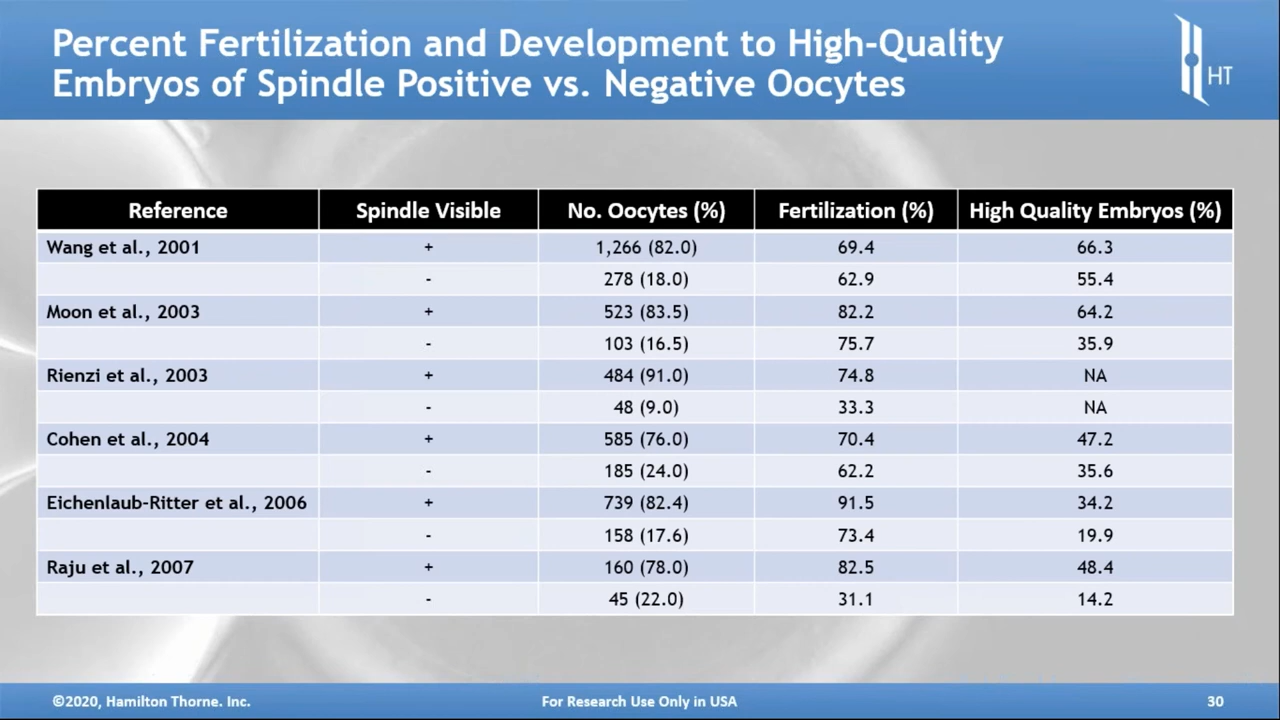 Percent Fertilization and Development to High-Quality
Embryos of Spindle Positive vs. Negative Oocytes
HT
Reference Spindle Visible No. Oocytes (%) Fertilization (%) High Quality Embryos (%)
Wang et al., 2001 + 1,266 (82.0) 69.4 66.3
- 278 (18.0) 62.9 55.4
Moon et al., 2003 + 523 (83.5) 82.2 64.2
- 103 (16.5) 75.7 35.9
Rienzi et al., 2003 + 484 (91.0) 74.8 NA
- 48 (9.0) 33.3 NA
Cohen et al., 2004 + 585 (76.0) 70.4 47.2
- 185 (24.0) 62.2 35.6
Eichenlaub-Ritter et al., 2006 + 739 (82.4) 91.5 34.2
- 158 (17.6) 73.4 19.9
Raju et al., 2007 + 160 (78.0) 82.5 48.4
- 45 (22.0) 31.1 14.2
©2020, Hamilton Thorne. Inc. For Research Use Only in USA 30